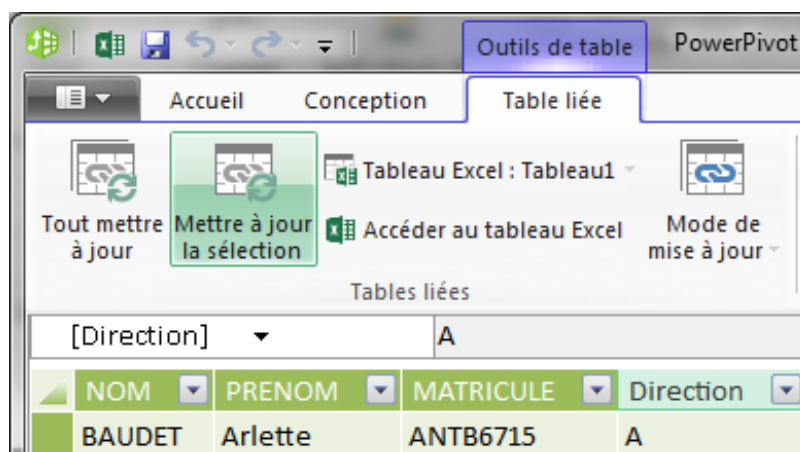 Outils de table PowerPivot
Accueil Conception Table liée
Tout mettre à jour
Mettre à jour la sélection
Tableau Excel : Tableau1
Accéder au tableau Excel
Mode de mise à jour
Tables liées
[Direction] A
NOM PRENOM MATRICULE Direction
BAUDET Arlette ANTB6715 A